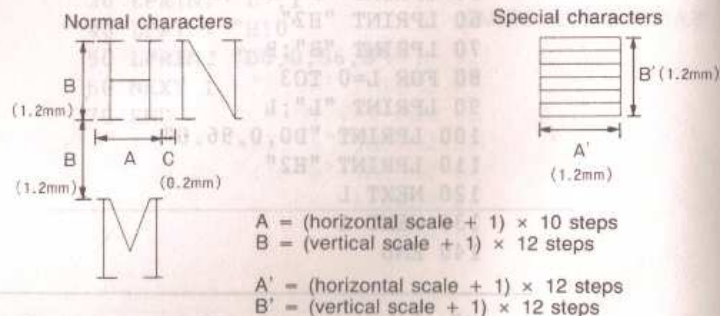 Normal characters
Special characters
B
(1.2mm)
B' (1.2mm)
A
C
(0.2mm)
B
(1.2mm)
A'
(1.2mm)
A = (horizontal scale + 1) × 10 steps
B = (vertical scale + 1) × 12 steps
A' = (horizontal scale + 1) × 12 steps
B' = (vertical scale + 1) × 12 steps
60 LPRINT "H2"
70 LPRINT "B";B
80 FOR L=0 TO3
90 LPRINT "L";L
100 LPRINT "D0,0,96,0"
110 LPRINT "H2"
120 NEXT L